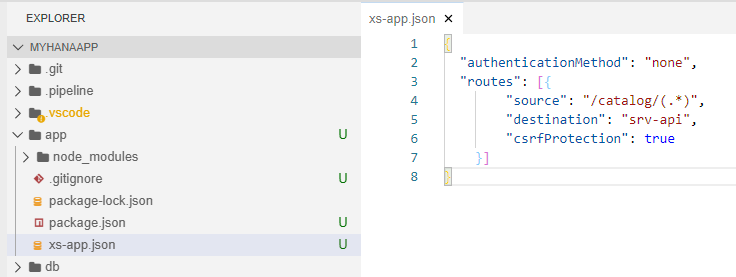 EXPLORER
MYHANAAPP
.git
.pipeline
.vscode
app U
node_modules
.gitignore U
package-lock.json
package.json U
xs-app.json U
db
xs-app.json ×
1 {
2 "authenticationMethod": "none",
3 "routes": [{
4 "source": "/catalog/(.*)",
5 "destination": "srv-api",
6 "csrfProtection": true
7 }]
8 }